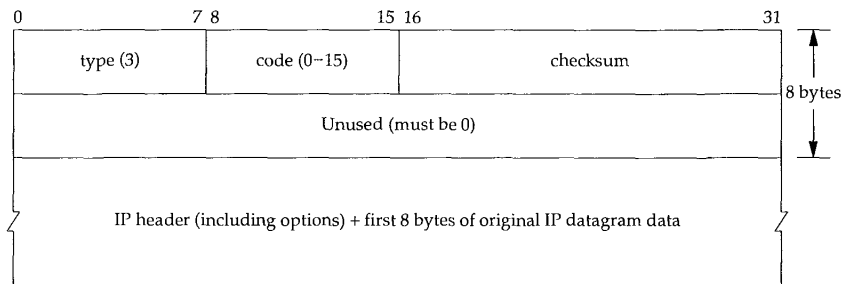 0 7 8 15 16 31
type (3) code (0–15) checksum
8 bytes
Unused (must be 0)
IP header (including options) + first 8 bytes of original IP datagram data